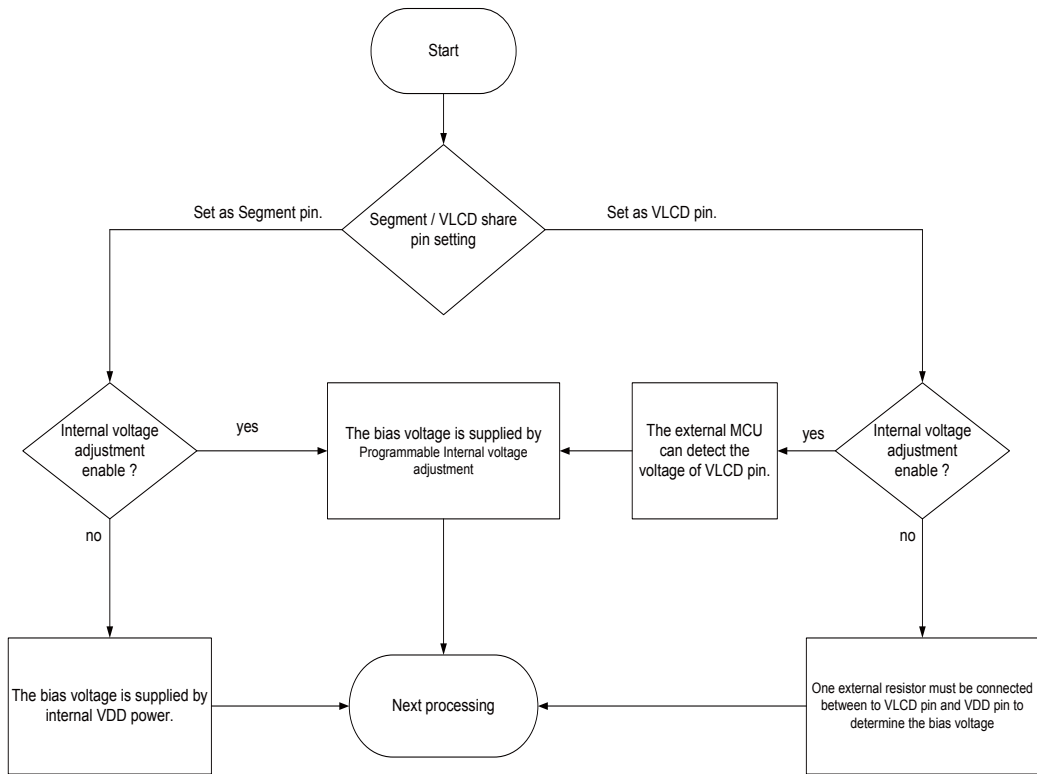 Start
Set as Segment pin.
Segment / VLCD share
pin setting
Set as VLCD pin.
Internal voltage
adjustment
enable ?
yes
The bias voltage is supplied by
Programmable Internal voltage
adjustment
The external MCU
can detect the
voltage of VLCD pin.
yes
Internal voltage
adjustment
enable ?
no
no
The bias voltage is supplied by
internal VDD power.
Next processing
One external resistor must be connected
between to VLCD pin and VDD pin to
determine the bias voltage